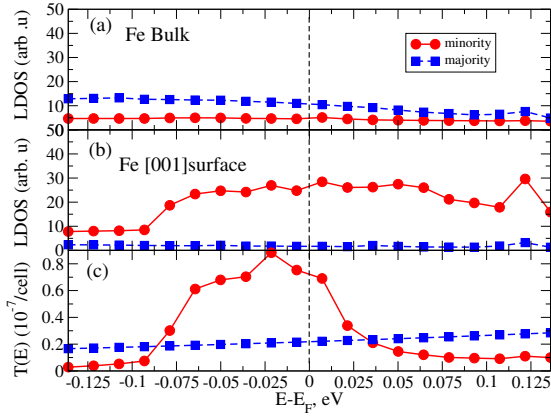 (a)
Fe Bulk
minority
majority
LDOS (arb .u)
50
40
30
20
10
0
(b)
Fe [001]surface
LDOS (arb. u)
50
40
30
20
10
0
(c)
T(E) (10⁻⁷/cell)
0.8
0.6
0.4
0.2
0
-0.125 -0.1 -0.075 -0.05 -0.025 0 0.025 0.05 0.075 0.1 0.125
E-E_F, eV